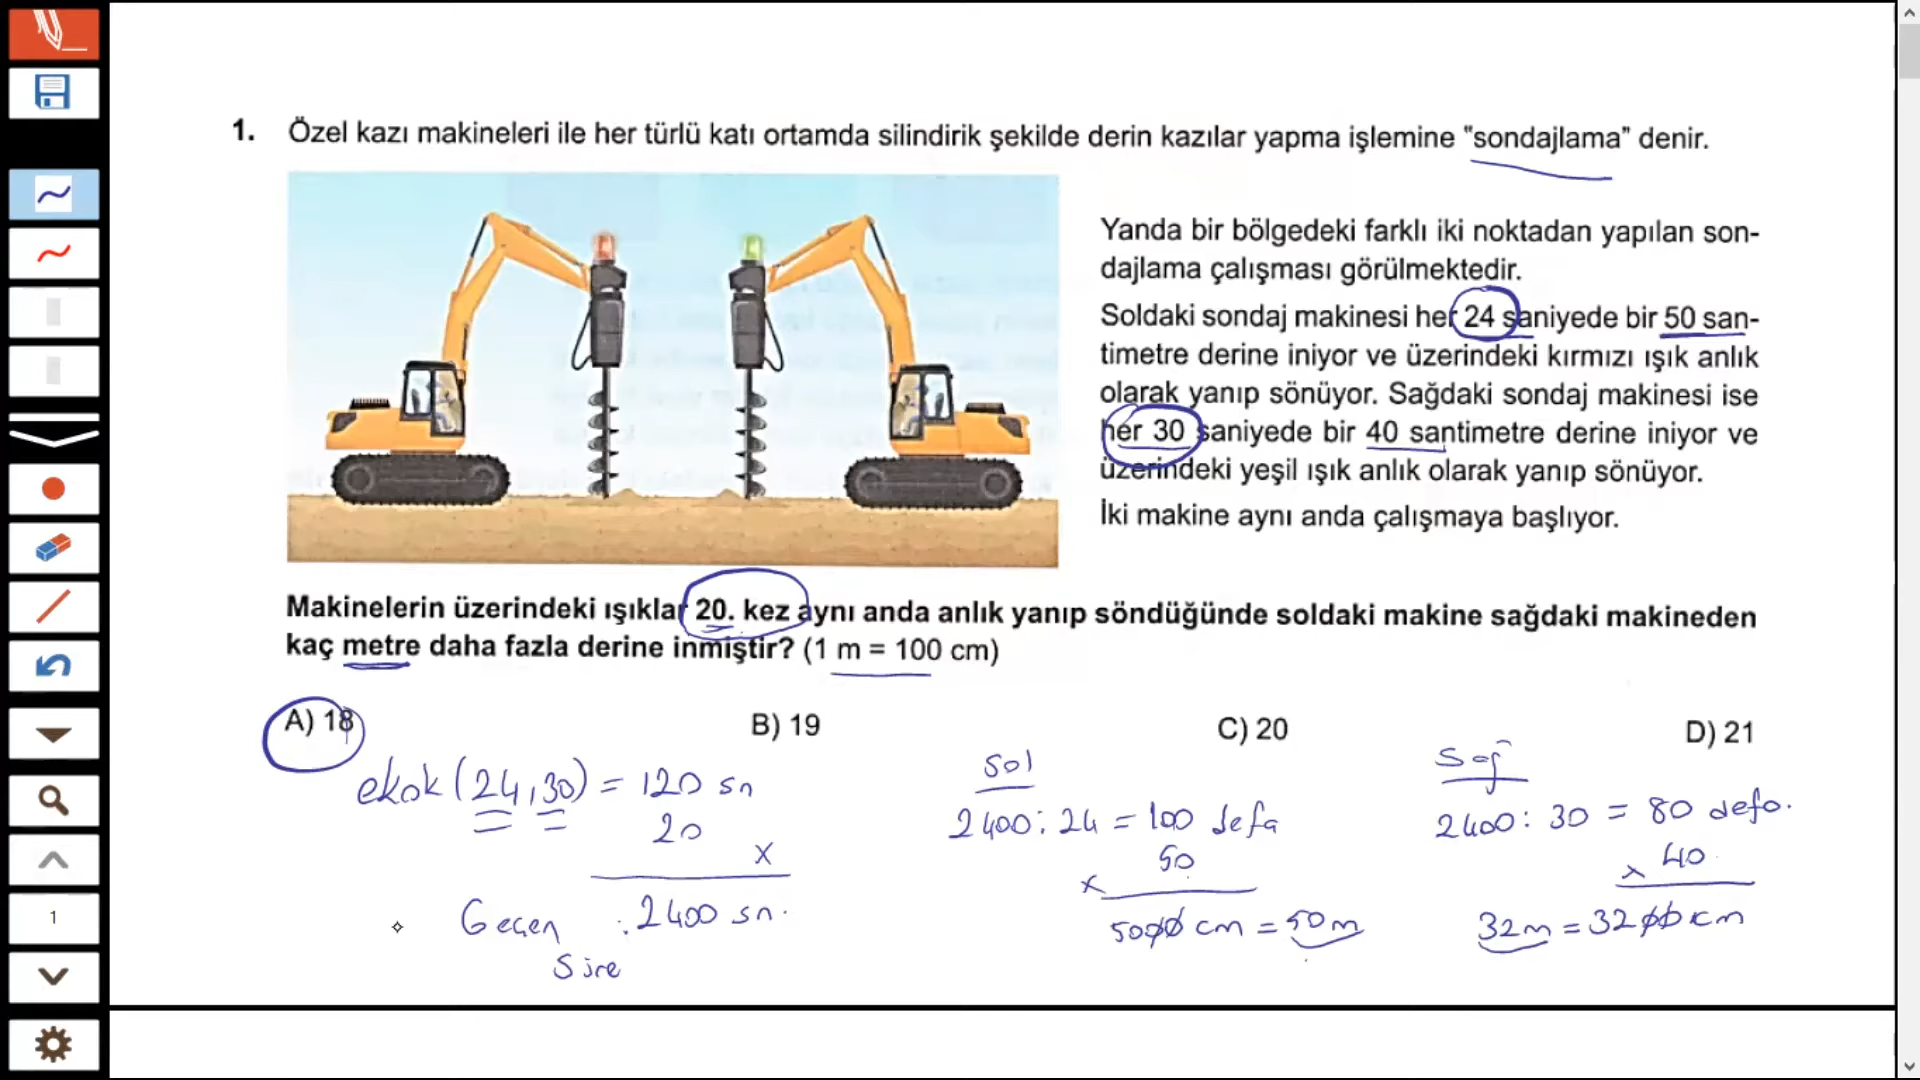 1. Özel kazı makineleri ile her türlü katı ortamda silindirik şekilde derin kazılar yapma işlemine "sondajlama" denir.
Yanda bir bölgedeki farklı iki noktadan yapılan son-
dajlama çalışması görülmektedir.
Soldaki sondaj makinesi her 24 saniyede bir 50 san-
timetre derine iniyor ve üzerindeki kırmızı ışık anlık
olarak yanıp sönüyor. Sağdaki sondaj makinesi ise
her 30 saniyede bir 40 santimetre derine iniyor ve
üzerindeki yeşil ışık anlık olarak yanıp sönüyor.
İki makine aynı anda çalışmaya başlıyor.
Makinelerin üzerindeki ışıklar 20. kez aynı anda anlık yanıp söndüğünde soldaki makine sağdaki makineden
kaç metre daha fazla derine inmiştir? (1 m = 100 cm)
A) 18 B) 19 C) 20 D) 21
ekok (24,30) = 120 sn
20
x
Geçen : 2400 sn.
Süre
Sol
2400 : 24 = 100 defa
50
x
5000 cm = 50m
Sağ
2400 : 30 = 80 defa.
x 40
32m = 3200 cm
1